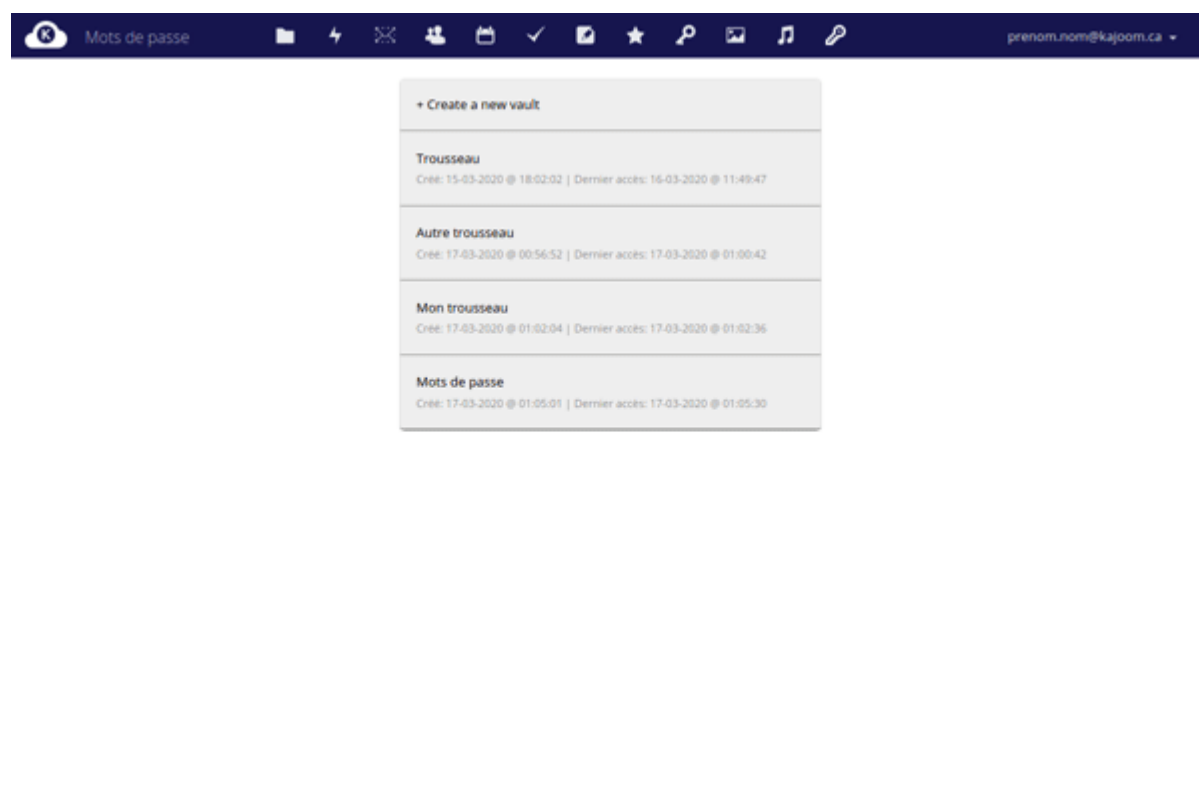 K
Mots de passe
prenom.nom@kajoom.ca
+ Create a new vault
Trousseau
Créé: 15-03-2020 @ 18:02:02 | Dernier accès: 16-03-2020 @ 11:49:47
Autre trousseau
Créé: 17-03-2020 @ 00:56:52 | Dernier accès: 17-03-2020 @ 01:00:42
Mon trousseau
Créé: 17-03-2020 @ 01:02:04 | Dernier accès: 17-03-2020 @ 01:02:36
Mots de passe
Créé: 17-03-2020 @ 01:05:01 | Dernier accès: 17-03-2020 @ 01:05:30